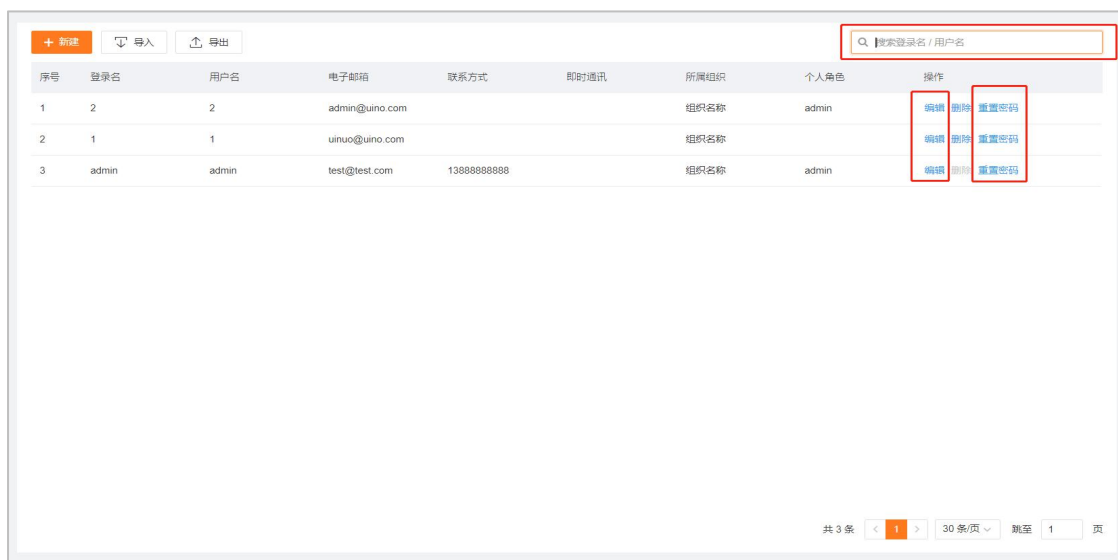 新建 导入 导出 搜索登录名 / 用户名
序号 登录名 用户名 电子邮箱 联系方式 即时通讯 所属组织 个人角色 操作
1 2 2 admin@uino.com 组织名称 admin 编辑 删除 重置密码
2 1 1 uinuo@uino.com 组织名称 编辑 删除 重置密码
3 admin admin test@test.com 13888888888 组织名称 admin 编辑 删除 重置密码
共 3 条 < 1 > 30 条/页 跳至 1 页